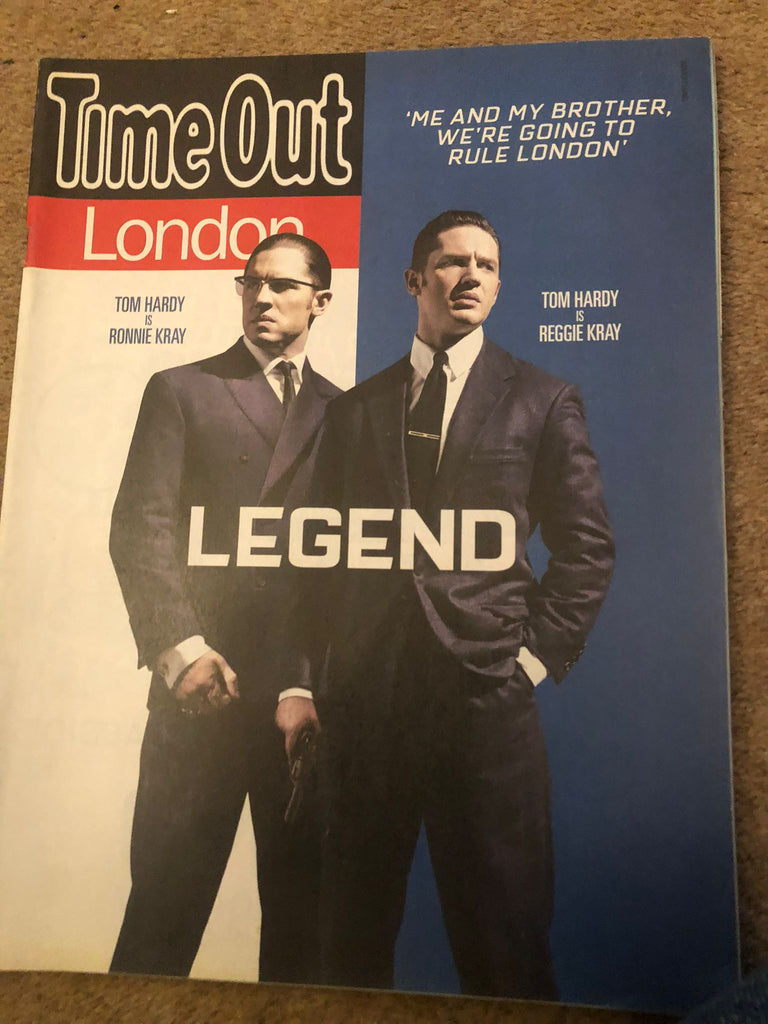 Time Out
London
'ME AND MY BROTHER,
WE'RE GOING TO
RULE LONDON'
TOM HARDY
IS
RONNIE KRAY
TOM HARDY
IS
REGGIE KRAY
LEGEND